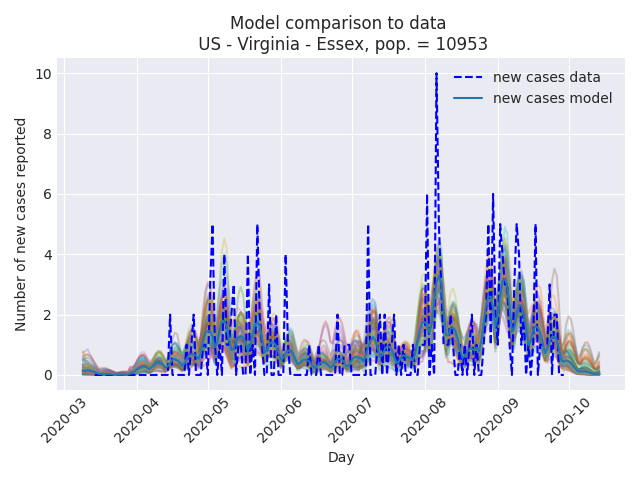 Model comparison to data
US - Virginia - Essex, pop. = 10953
new cases data
new cases model
Number of new cases reported
10
8
6
4
2
0
2020-03
2020-04
2020-05
2020-06
2020-07
2020-08
2020-09
2020-10
Day